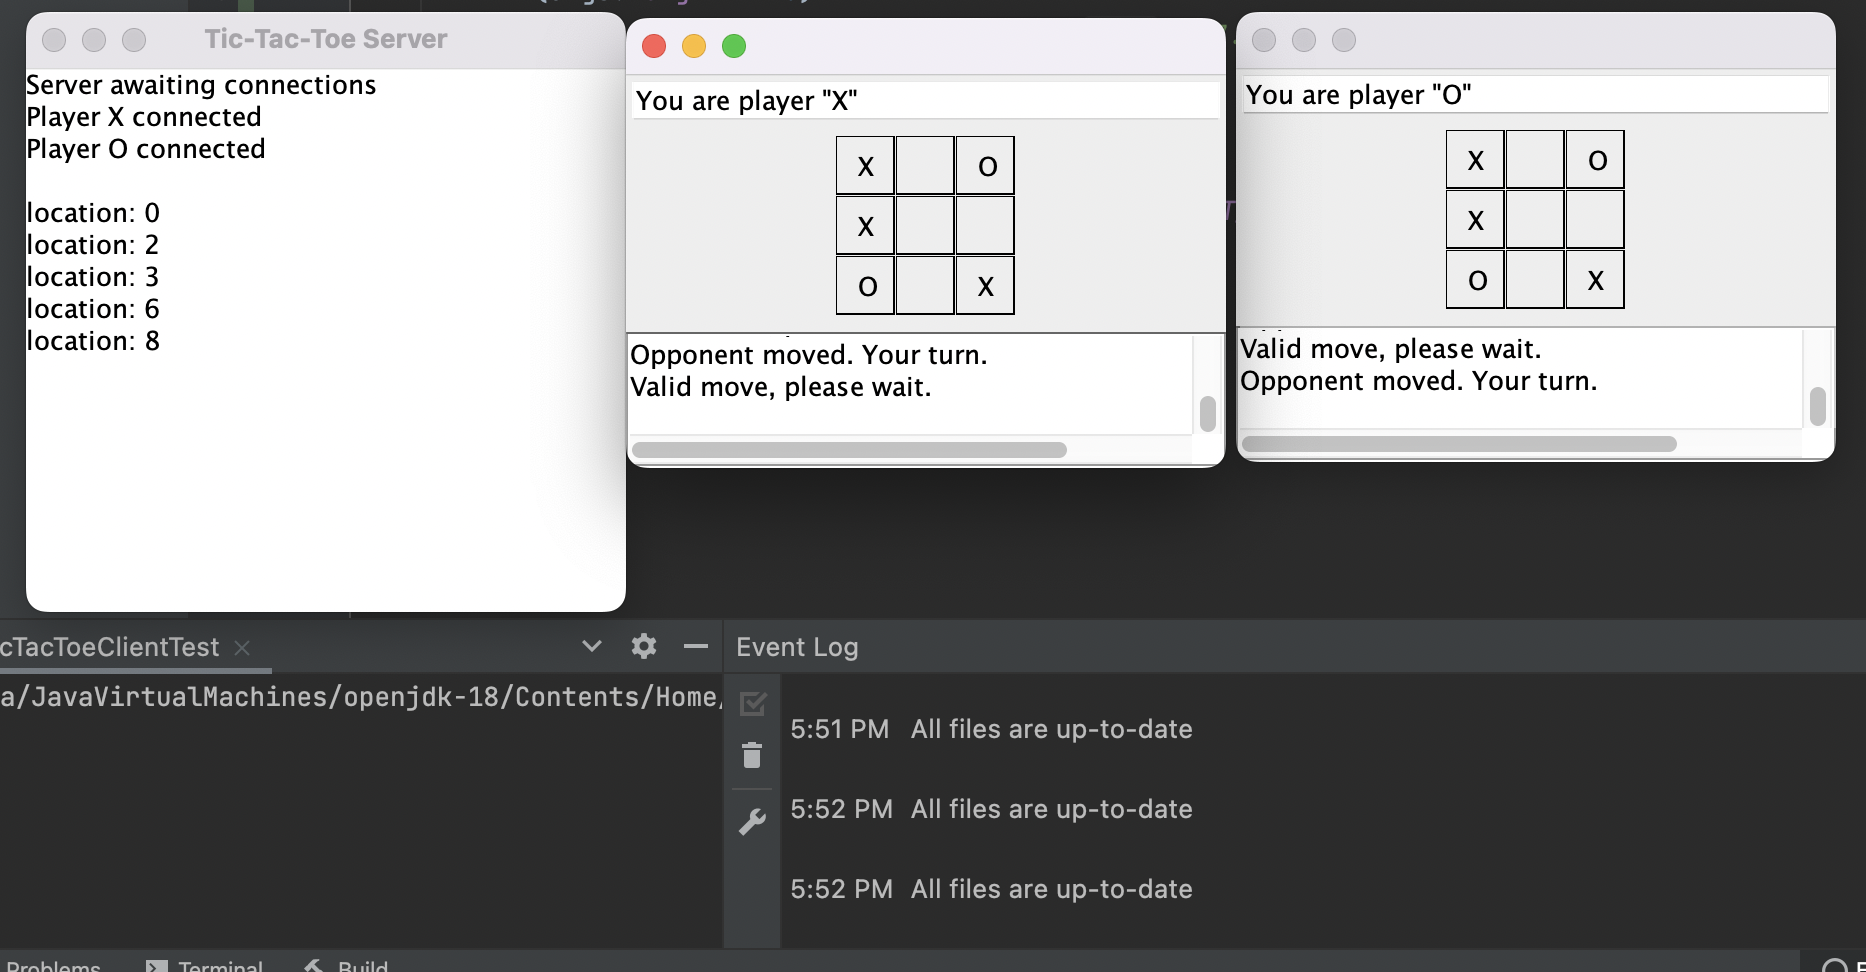 Tic-Tac-Toe Server
Server awaiting connections
Player X connected
Player O connected
location: 0
location: 2
location: 3
location: 6
location: 8
You are player "X"
X O
X
O X
Opponent moved. Your turn.
Valid move, please wait.
You are player "O"
X O
X
O X
Valid move, please wait.
Opponent moved. Your turn.
cTacToeClientTest
a/JavaVirtualMachines/openjdk-18/Contents/Home/
Event Log
5:51 PM All files are up-to-date
5:52 PM All files are up-to-date
5:52 PM All files are up-to-date
Problems Terminal Build